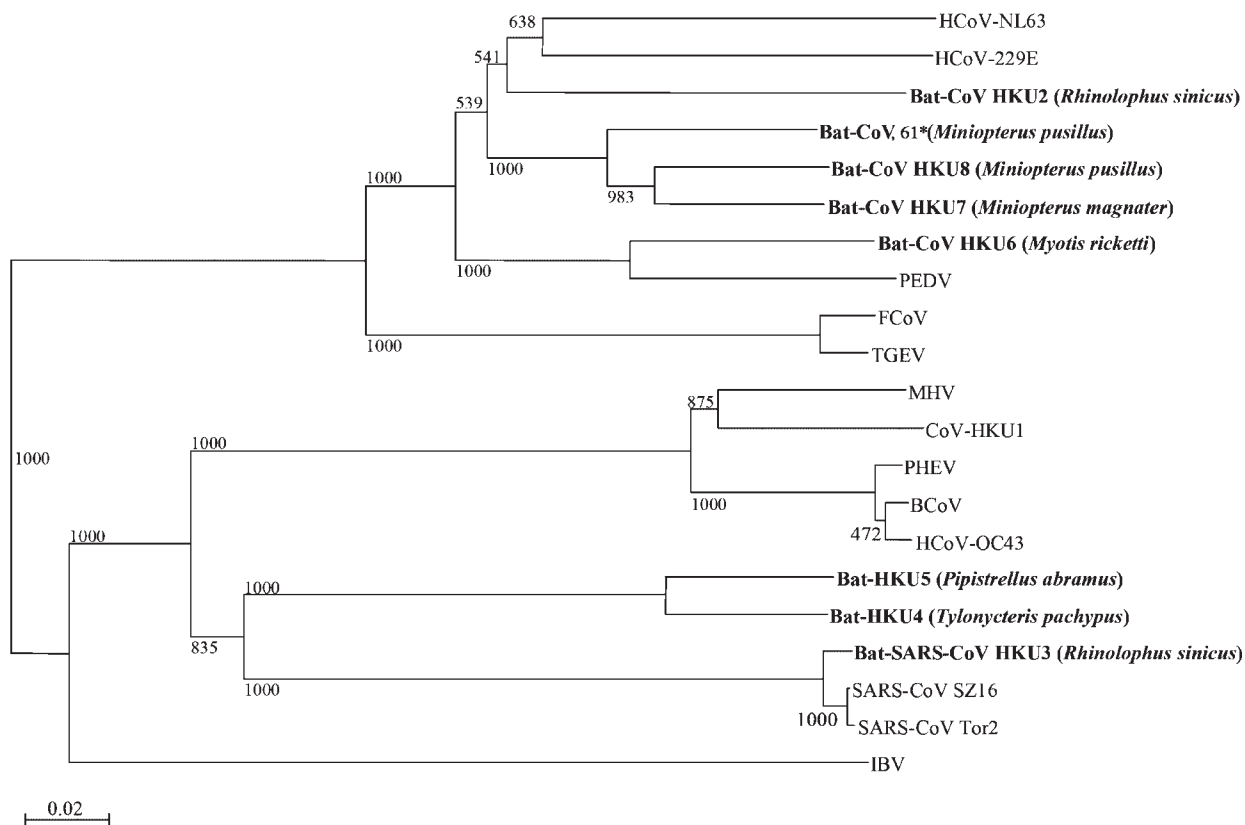 638
HCoV-NL63
541
HCoV-229E
Bat-CoV HKU2 (Rhinolophus sinicus)
539
Bat-CoV, 61*(Miniopterus pusillus)
1000
Bat-CoV HKU8 (Miniopterus pusillus)
1000
983
Bat-CoV HKU7 (Miniopterus magnater)
Bat-CoV HKU6 (Myotis ricketti)
1000
PEDV
FCoV
1000
TGEV
MHV
875
CoV-HKU1
1000
1000
PHEV
1000
BCoV
472
HCoV-OC43
1000
Bat-HKU5 (Pipistrellus abramus)
1000
Bat-HKU4 (Tylonycteris pachypus)
835
Bat-SARS-CoV HKU3 (Rhinolophus sinicus)
1000
SARS-CoV SZ16
1000
SARS-CoV Tor2
IBV
0.02